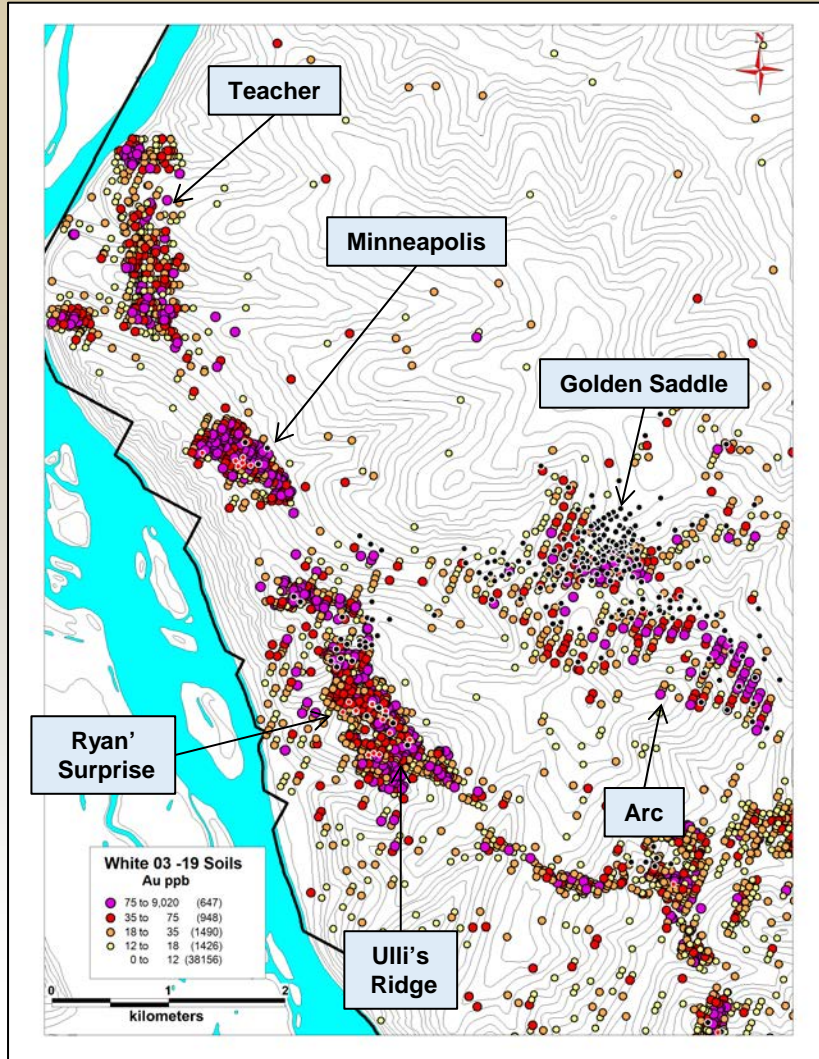 N
Teacher
Minneapolis
Golden Saddle
Ryan'
Surprise
Arc
Ulli's
Ridge
White 03 -19 Soils
Au ppb
75 to 9,020 (647)
35 to 75 (948)
18 to 35 (1490)
12 to 18 (1426)
0 to 12 (38156)
0 1 2
kilometers